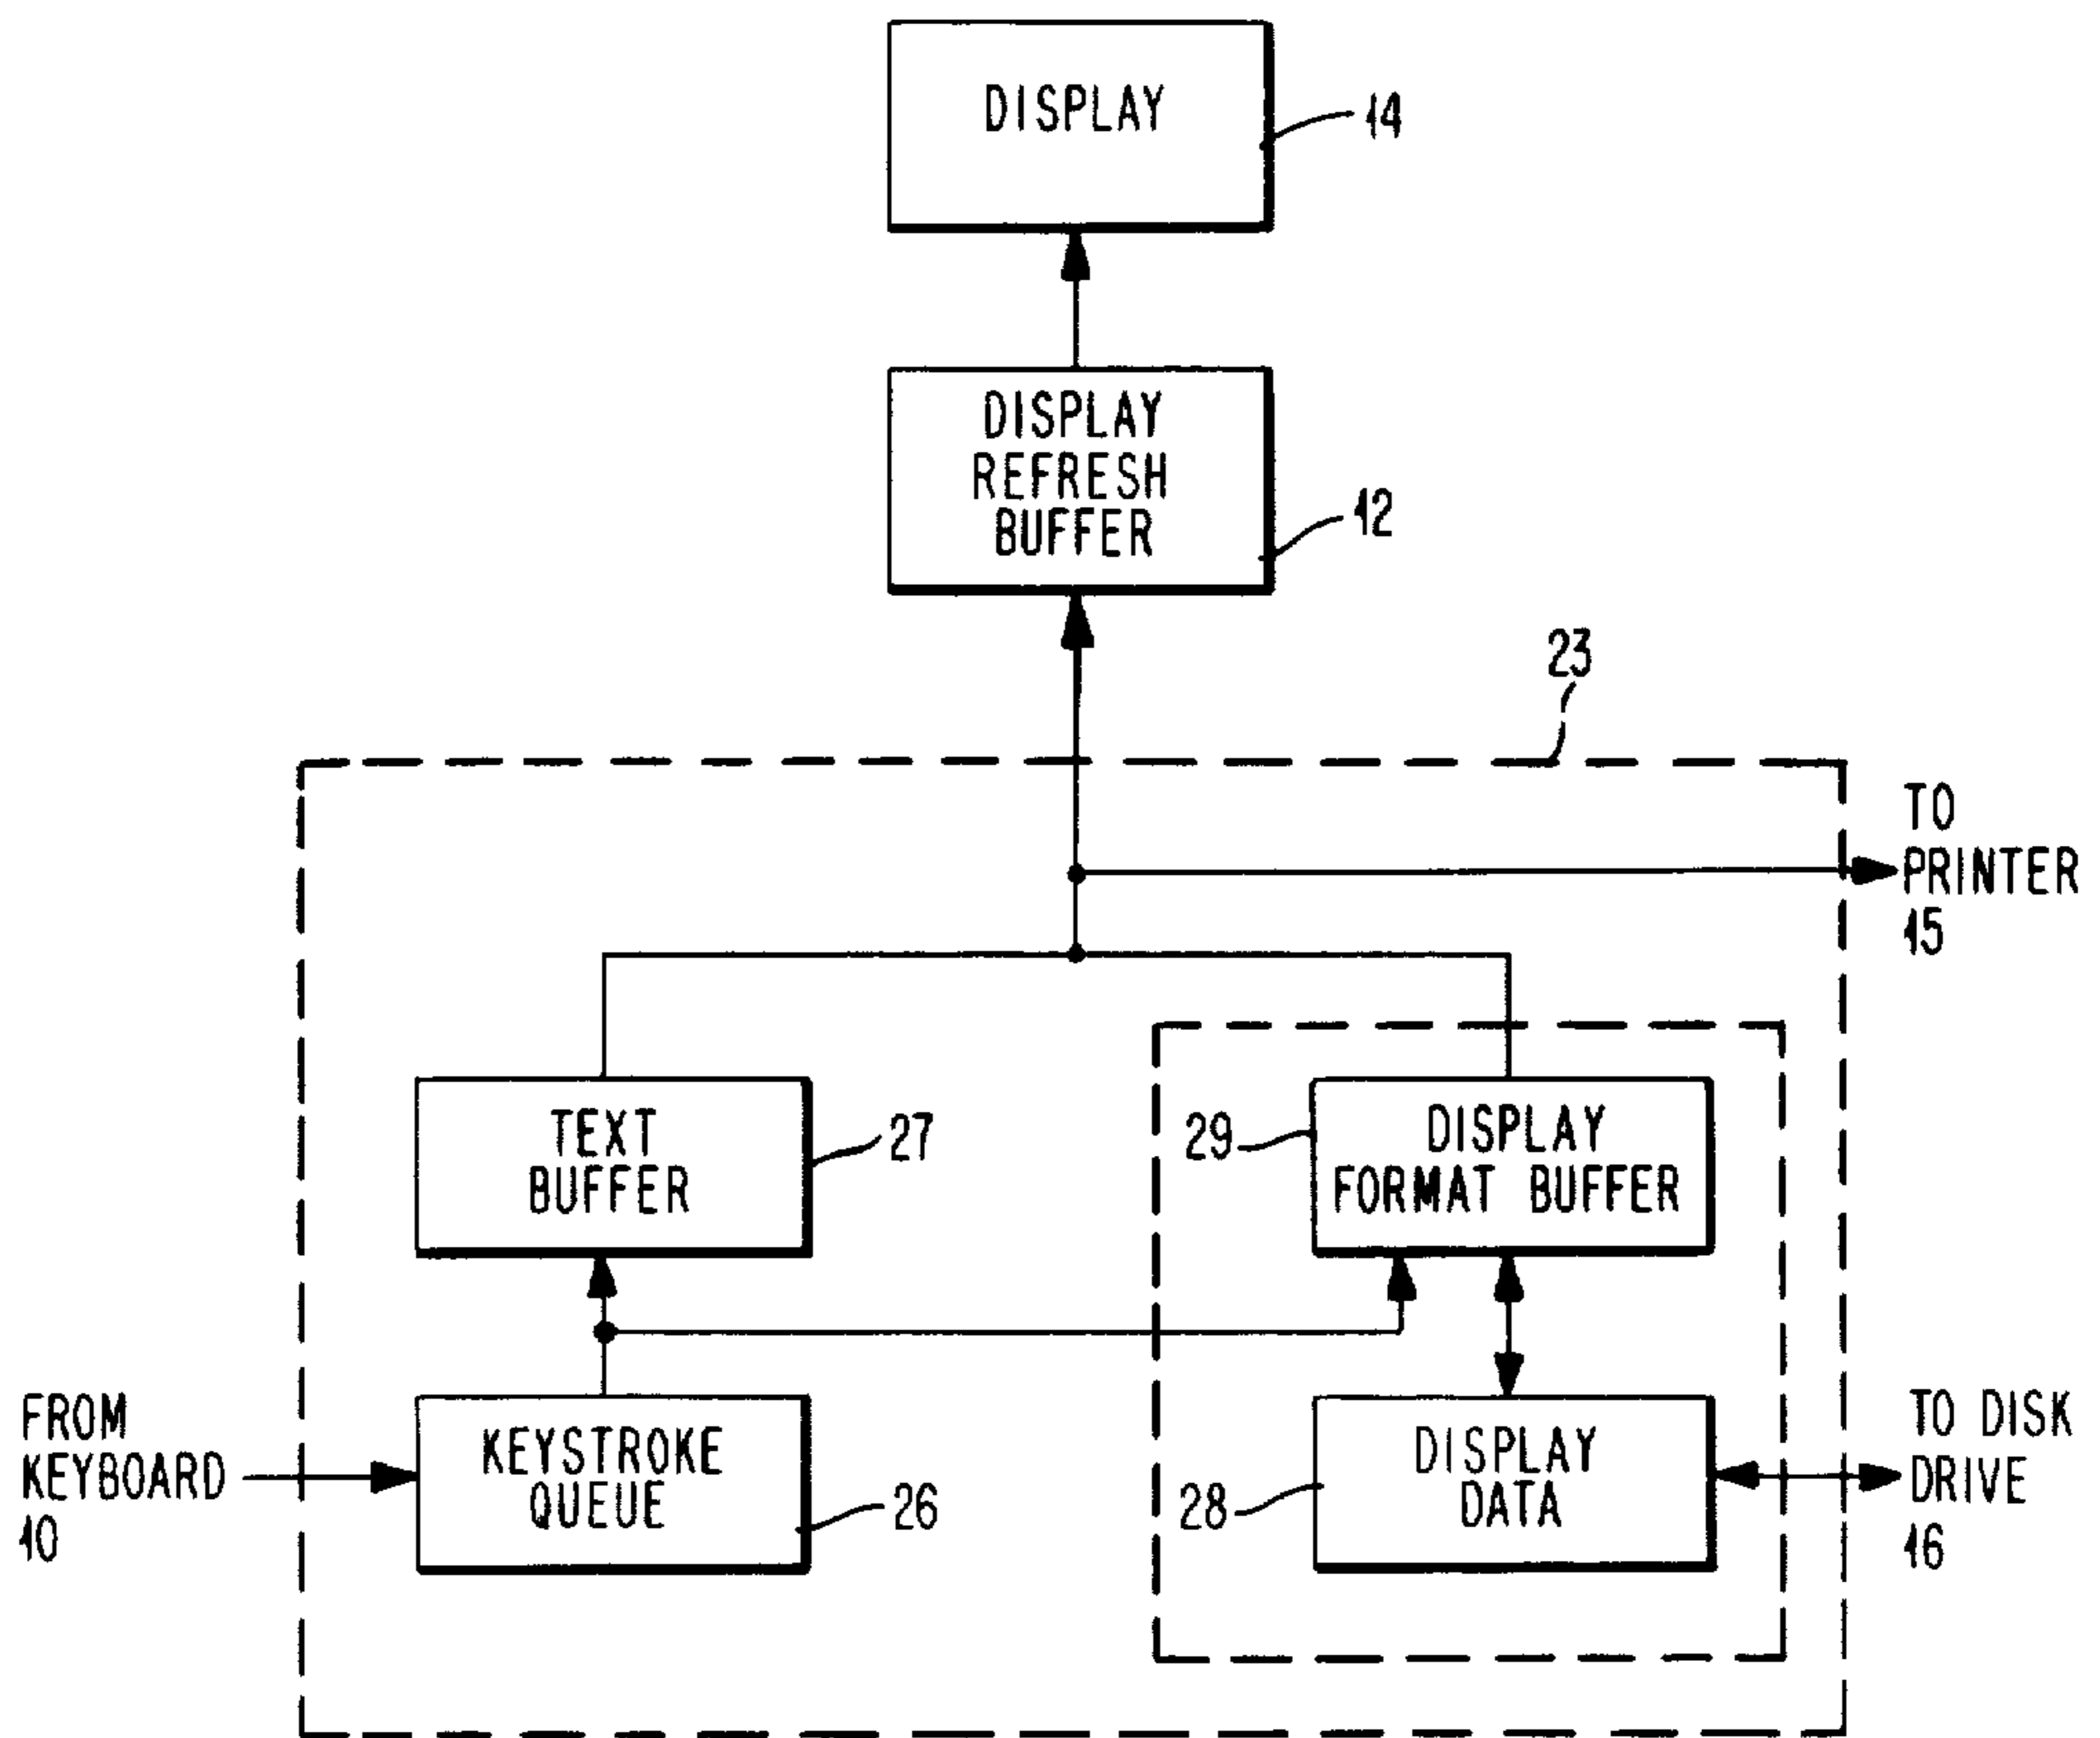 DISPLAY
14
DISPLAY
REFRESH
BUFFER
12
23
TO
PRINTER
15
TEXT
BUFFER
27
29
DISPLAY
FORMAT BUFFER
FROM
KEYBOARD
10
KEYSTROKE
QUEUE
26
28
DISPLAY
DATA
TO DISK
DRIVE
16